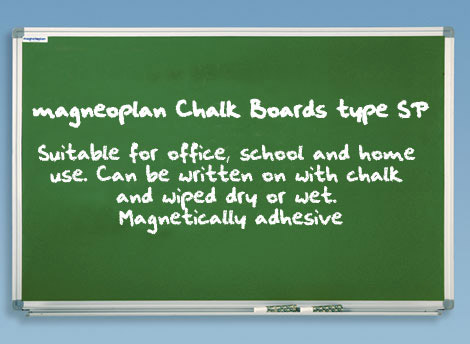 magneoplan Chalk Boards type SP
Suitable for office, school and home
use. Can be written on with chalk
and wiped dry or wet.
Magnetically adhesive